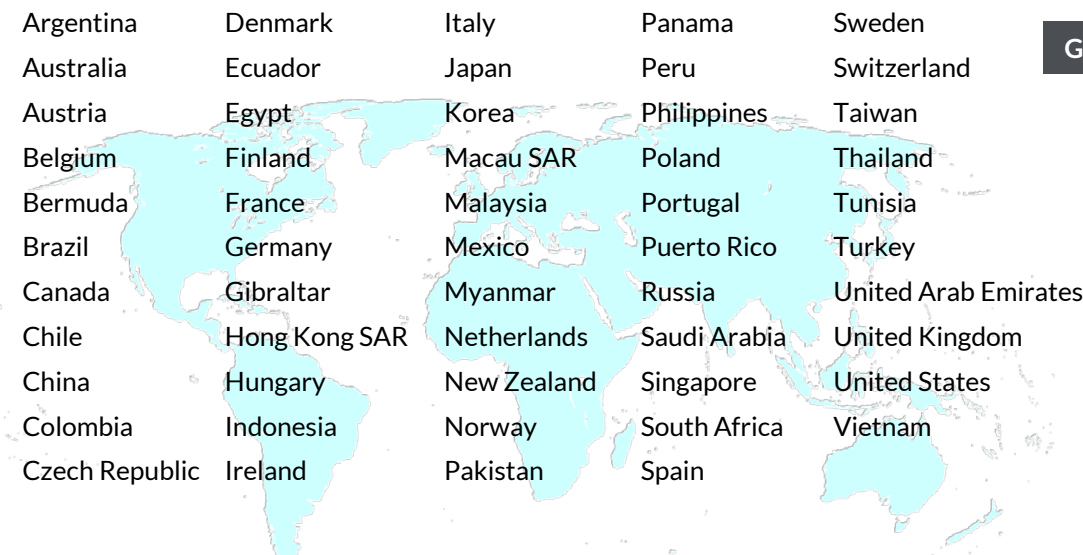 Argentina
Australia
Austria
Belgium
Bermuda
Brazil
Canada
Chile
China
Colombia
Czech Republic
Denmark
Ecuador
Egypt
Finland
France
Germany
Gibraltar
Hong Kong SAR
Hungary
Indonesia
Ireland
Italy
Japan
Korea
Macau SAR
Malaysia
Mexico
Myanmar
Netherlands
New Zealand
Norway
Pakistan
Panama
Peru
Philippines
Poland
Portugal
Puerto Rico
Russia
Saudi Arabia
Singapore
South Africa
Spain
Sweden
Switzerland
Taiwan
Thailand
Tunisia
Turkey
United Arab Emirates
United Kingdom
United States
Vietnam